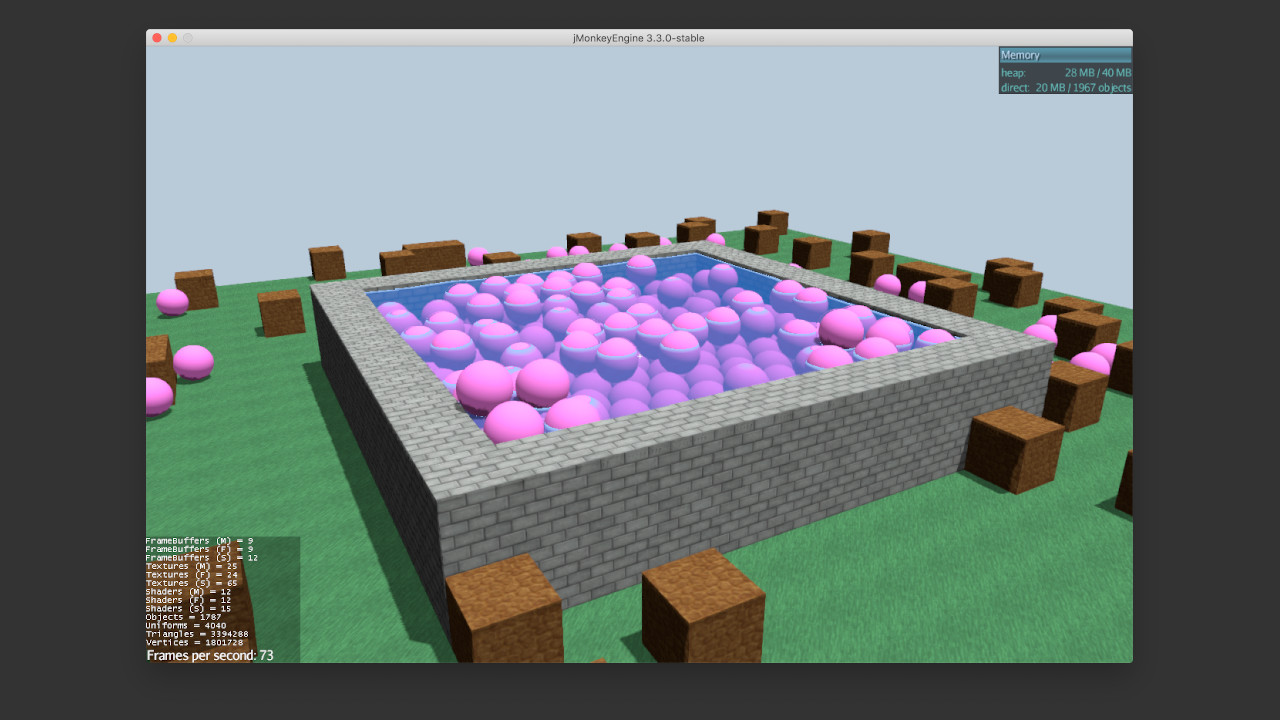 jMonkeyEngine 3.3.0-stable
Memory
heap: 28 MB / 40 MB
direct: 20 MB / 1967 objects
FrameBuffers (M) = 9
FrameBuffers (F) = 9
FrameBuffers (S) = 12
Textures (M) = 25
Textures (F) = 24
Textures (S) = 65
Shaders (M) = 12
Shaders (F) = 12
Shaders (S) = 15
Objects = 1787
Uniforms = 4040
Triangles = 3394288
Vertices = 1801728
Frames per second: 73